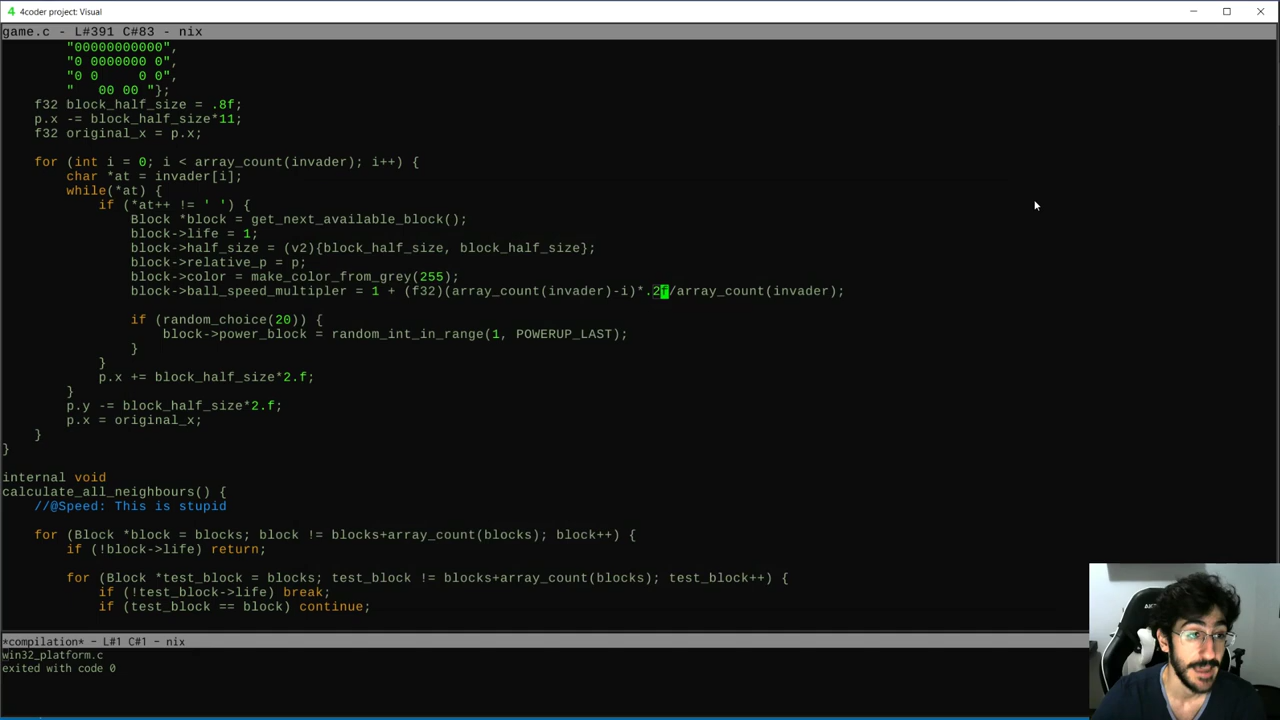 4coder project: Visual
game.c - L#391 C#83 - nix
"00000000000",
"0 0000000 0",
"0 0     0 0",
"   00 00 "};
f32 block_half_size = .8f;
p.x -= block_half_size*11;
f32 original_x = p.x;
for (int i = 0; i < array_count(invader); i++) {
char *at = invader[i];
while(*at) {
if (*at++ != ' ') {
Block *block = get_next_available_block();
block->life = 1;
block->half_size = (v2){block_half_size, block_half_size};
block->relative_p = p;
block->color = make_color_from_grey(255);
block->ball_speed_multipler = 1 + (f32)(array_count(invader)-i)*.2f/array_count(invader);
if (random_choice(20)) {
block->power_block = random_int_in_range(1, POWERUP_LAST);
}
}
p.x += block_half_size*2.f;
}
p.y -= block_half_size*2.f;
p.x = original_x;
}
}
internal void
calculate_all_neighbours() {
//@Speed: This is stupid
for (Block *block = blocks; block != blocks+array_count(blocks); block++) {
if (!block->life) return;
for (Block *test_block = blocks; test_block != blocks+array_count(blocks); test_block++) {
if (!test_block->life) break;
if (test_block == block) continue;
*compilation* - L#1 C#1 - nix
win32_platform.c
exited with code 0